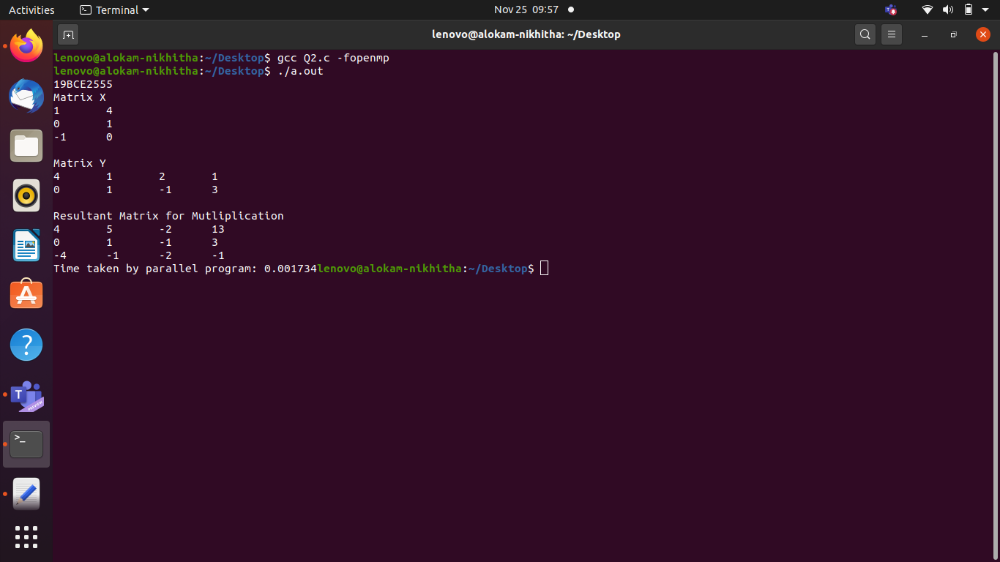 Activities Terminal Nov 25 09:57
lenovo@alokam-nikhitha: ~/Desktop
lenovo@alokam-nikhitha:~/Desktop$ gcc Q2.c -fopenmp
lenovo@alokam-nikhitha:~/Desktop$ ./a.out
19BCE2555
Matrix X
1 4
0 1
-1 0
Matrix Y
4 1 2 1
0 1 -1 3
Resultant Matrix for Mutliplication
4 5 -2 13
0 1 -1 3
-4 -1 -2 -1
Time taken by parallel program: 0.001734lenovo@alokam-nikhitha:~/Desktop$
T
PREVIEW
>_